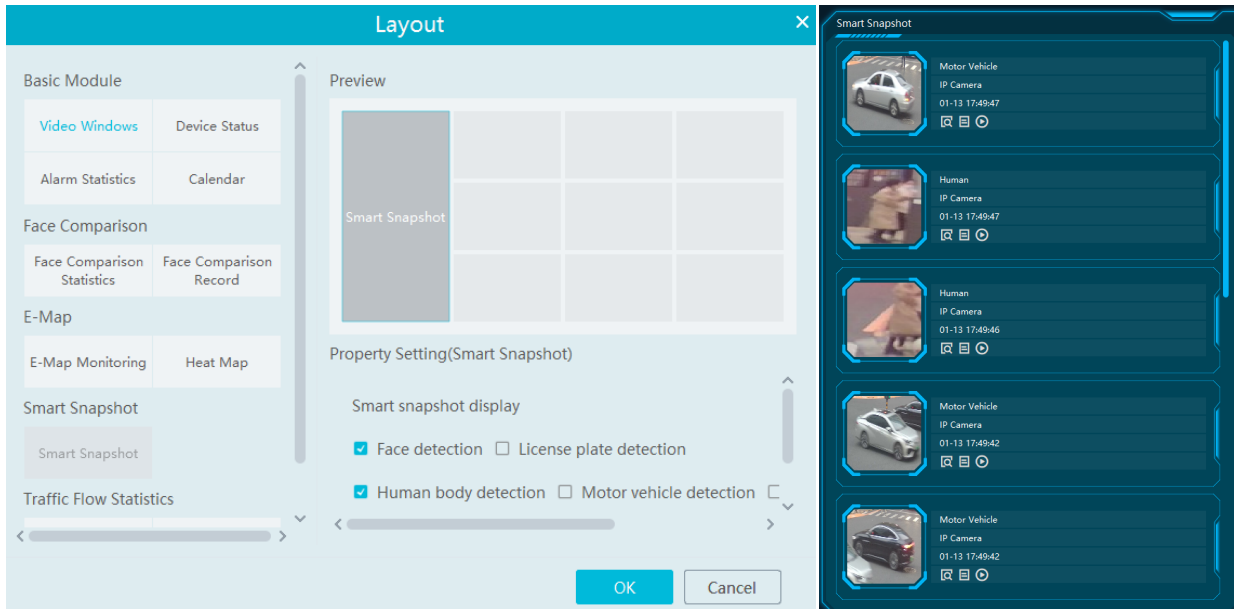 Layout
Basic Module
Video Windows
Device Status
Alarm Statistics
Calendar
Face Comparison
Face Comparison
Statistics
Face Comparison
Record
E-Map
E-Map Monitoring
Heat Map
Smart Snapshot
Smart Snapshot
Traffic Flow Statistics
Preview
Smart Snapshot
Property Setting(Smart Snapshot)
Smart snapshot display
Face detection
License plate detection
Human body detection
Motor vehicle detection
OK
Cancel
Smart Snapshot
Motor Vehicle
IP Camera
01-13 17:49:47
Human
IP Camera
01-13 17:49:47
Human
IP Camera
01-13 17:49:46
Motor Vehicle
IP Camera
01-13 17:49:42
Motor Vehicle
IP Camera
01-13 17:49:42